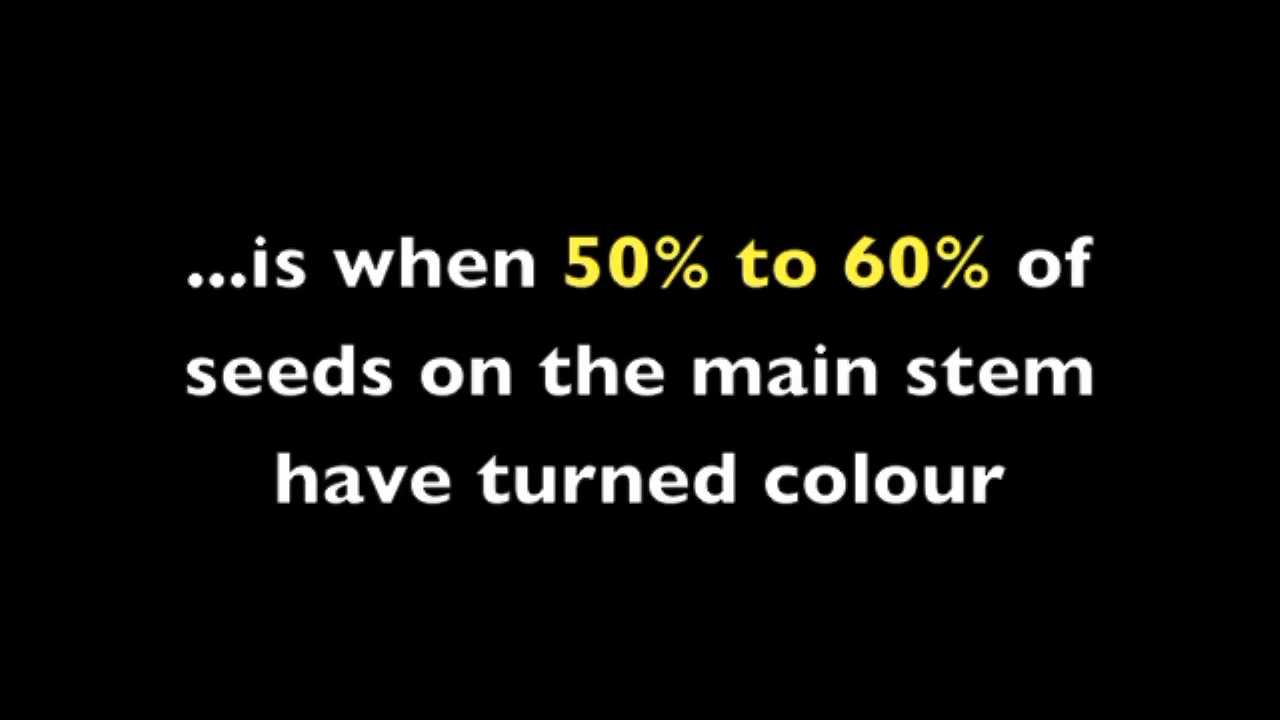 ...is when 50% to 60% of
seeds on the main stem
have turned colour